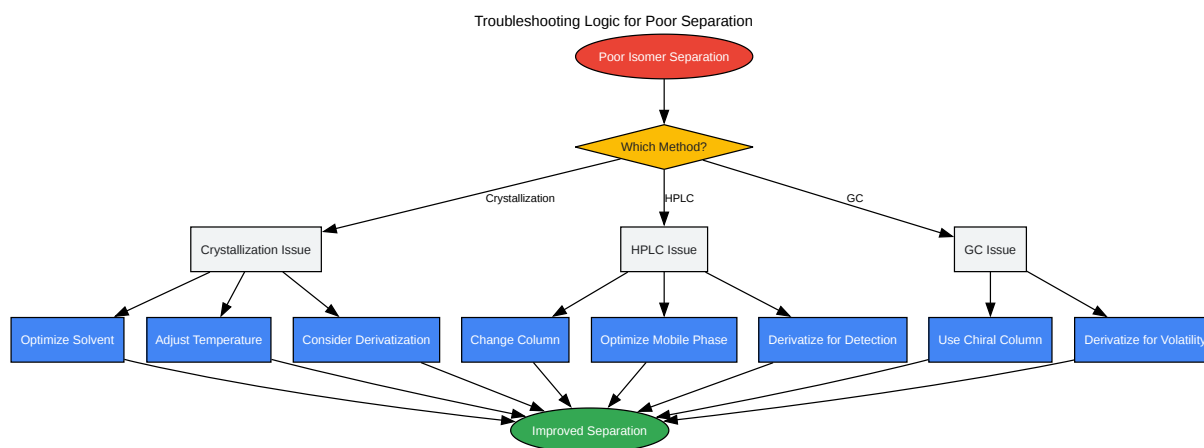 Troubleshooting Logic for Poor Separation
Poor Isomer Separation
Which Method?
Crystallization
HPLC
GC
Crystallization Issue
HPLC Issue
GC Issue
Optimize Solvent
Adjust Temperature
Consider Derivatization
Change Column
Optimize Mobile Phase
Derivatize for Detection
Use Chiral Column
Derivatize for Volatility
Improved Separation